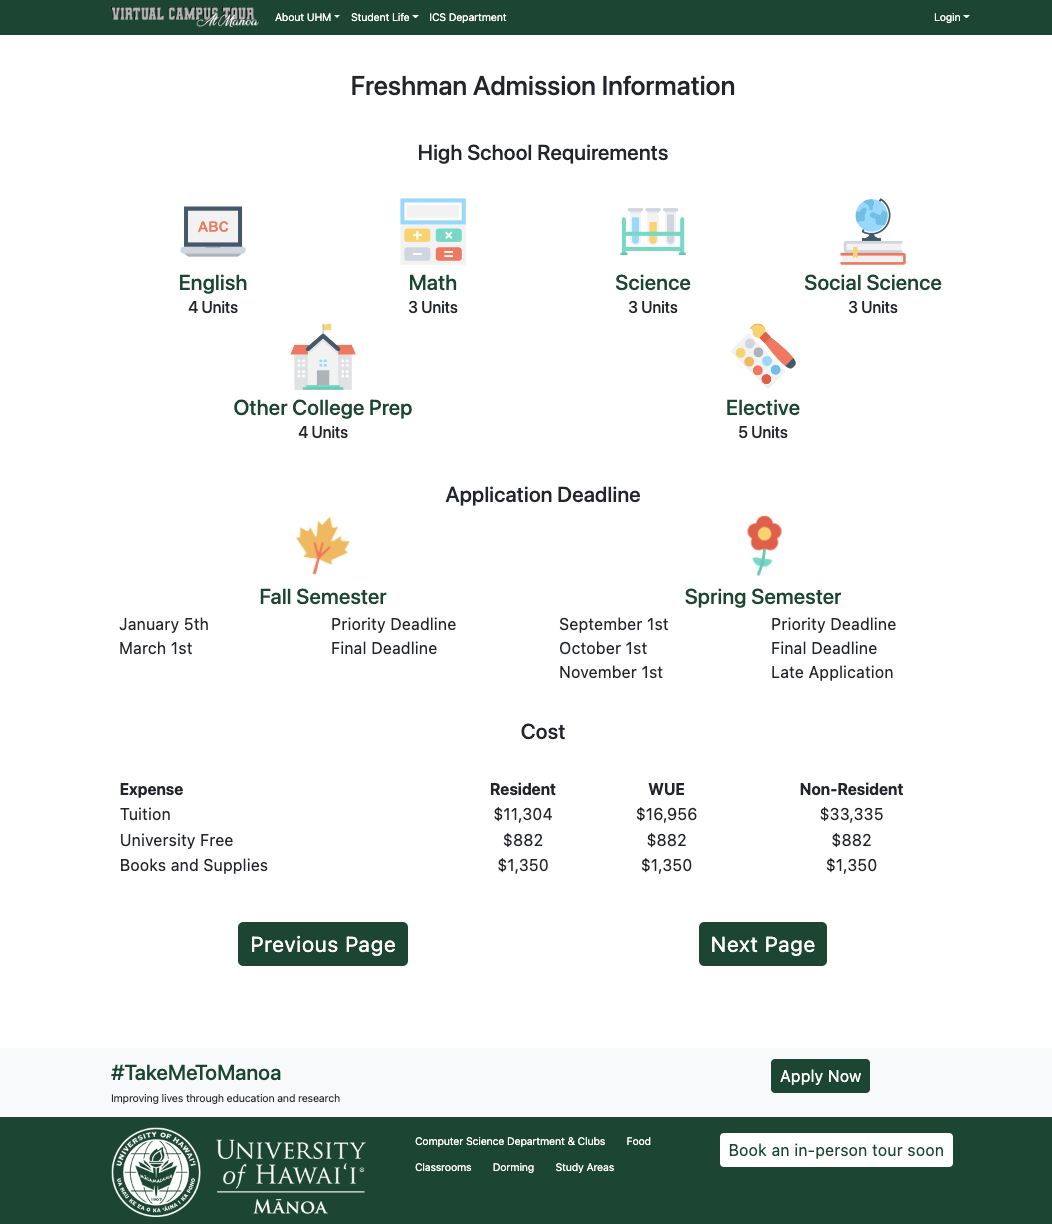 VIRTUAL CAMPUS TOUR
At Manoa
About UHM Student Life ICS Department Login
Freshman Admission Information
High School Requirements
ABC
English Math Science Social Science
4 Units 3 Units 3 Units 3 Units
Other College Prep Elective
4 Units 5 Units
Application Deadline
Fall Semester Spring Semester
January 5th Priority Deadline September 1st Priority Deadline
March 1st Final Deadline October 1st Final Deadline
November 1st Late Application
Cost
Expense Resident WUE Non-Resident
Tuition $11,304 $16,956 $33,335
University Free $882 $882 $882
Books and Supplies $1,350 $1,350 $1,350
Previous Page Next Page
#TakeMeToManoa
Improving lives through education and research
Apply Now
UNIVERSITY OF HAWAI'I
1907
UNIVERSITY
of HAWAI'I®
MĀNOA
Computer Science Department & Clubs Food
Classrooms Dorming Study Areas
Book an in-person tour soon